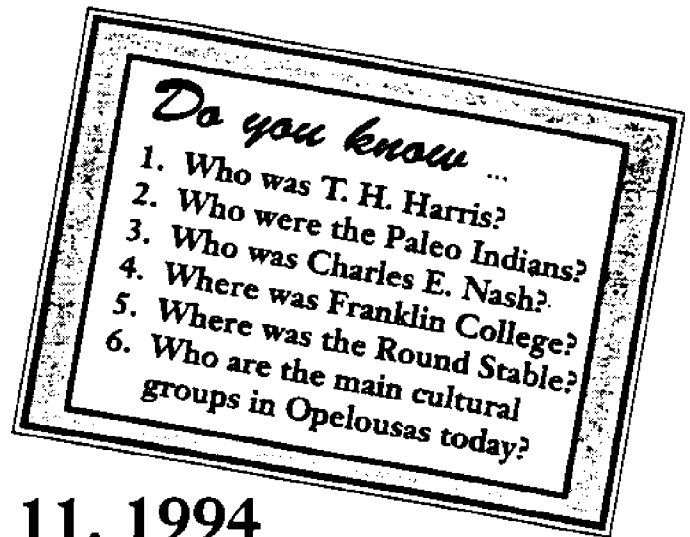 Do you know ...
1. Who was T. H. Harris?
2. Who were the Paleo Indians?
3. Who was Charles E. Nash?
4. Where was Franklin College?
5. Where was the Round Stable?
6. Who are the main cultural
groups in Opelousas today?
11, 1994